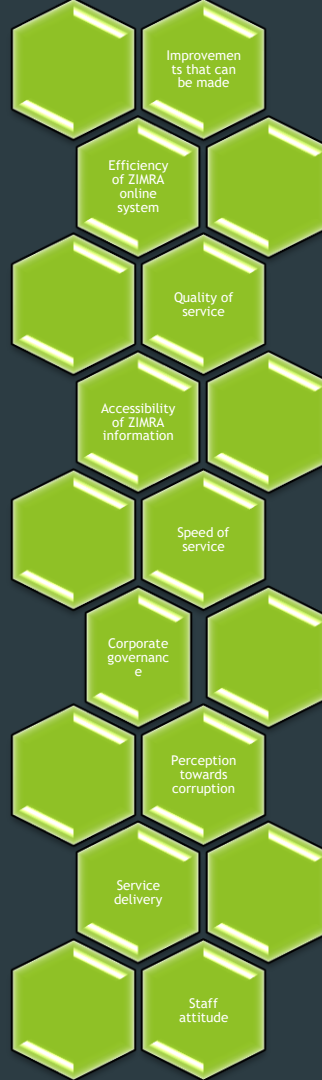 Improvemen
ts that can
be made
Efficiency
of ZIMRA
online
system
Quality of
service
Accessibility
of ZIMRA
information
Speed of
service
Corporate
governanc
e
Perception
towards
corruption
Service
delivery
Staff
attitude